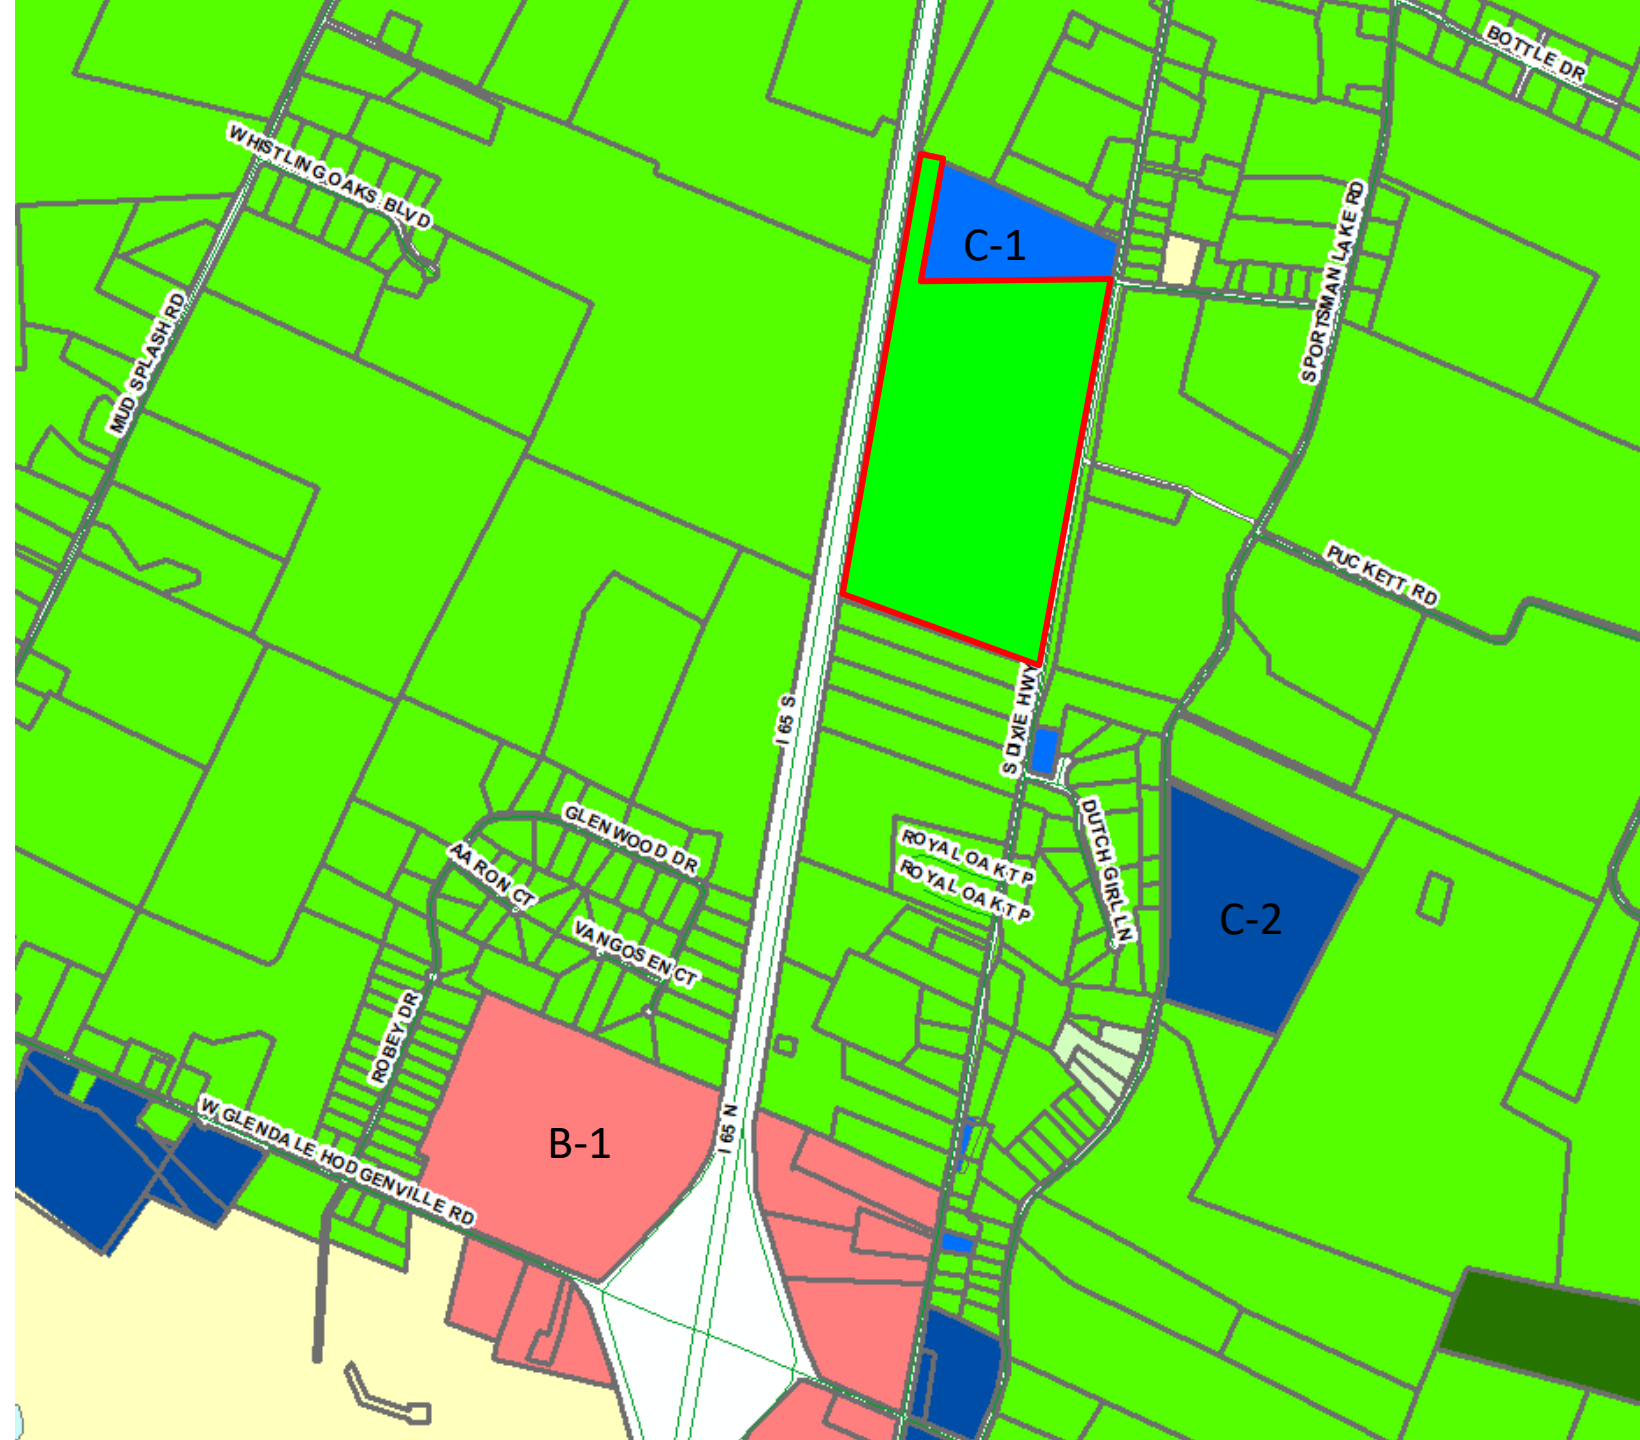 BOTTLE DR
WHISTLING OAKS BLVD
C-1
SPORTSMAN LAKE RD
MUD SPLASH RD
PUCKETT RD
I 65 S
S DIXIE HWY
GLENWOOD DR
DUTCH GIRL LN
ROYAL OAK TP
ROYAL OAK TP
AARON CT
C-2
VANGOSEN CT
ROBEY DR
I 65 N
B-1
W GLENDALE HODGENVILLE RD